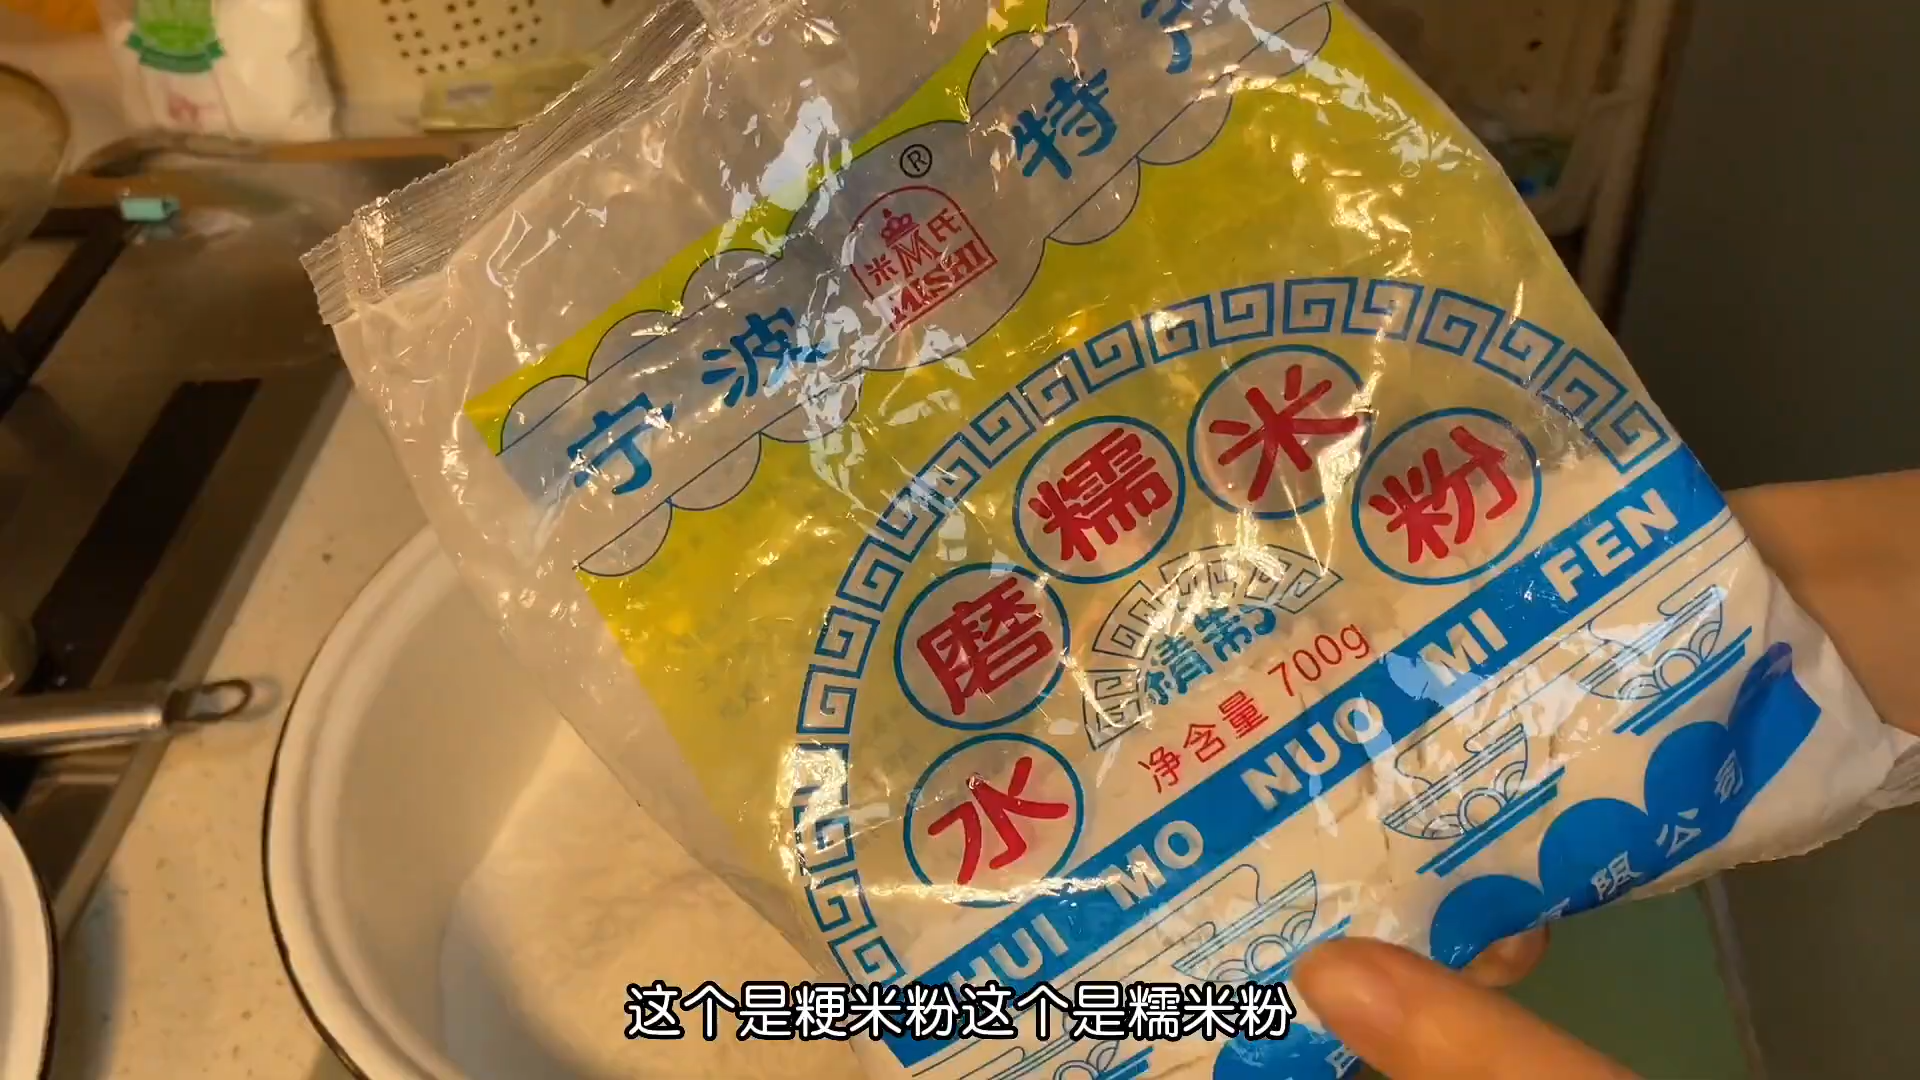 宁波特
®
米M氏
MISHI
水磨糯米粉
精制
净含量 700g
HUI MO NUO MI FEN
限公司
这个是粳米粉这个是糯米粉